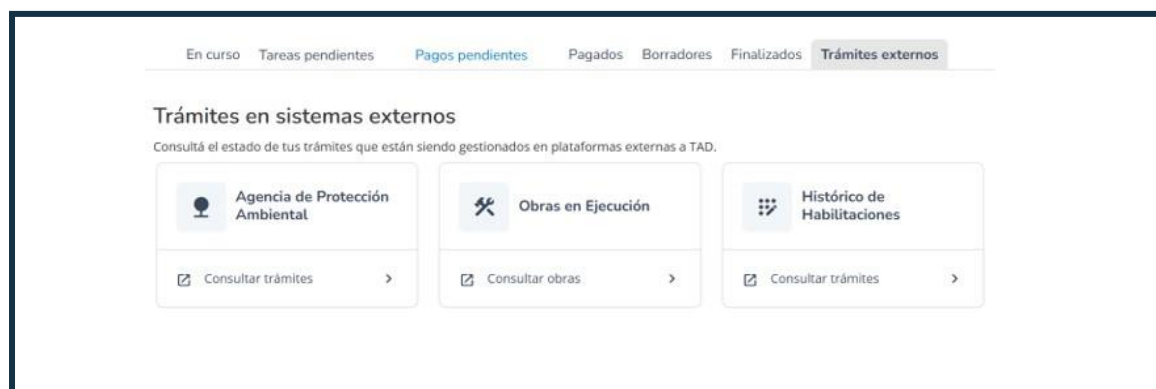 En curso Tareas pendientes Pagos pendientes Pagados Borradores Finalizados Trámites externos
Trámites en sistemas externos
Consultá el estado de tus trámites que están siendo gestionados en plataformas externas a TAD.
Agencia de Protección
Ambiental
Consultar trámites
Obras en Ejecución
Consultar obras
Histórico de
Habilitaciones
Consultar trámites